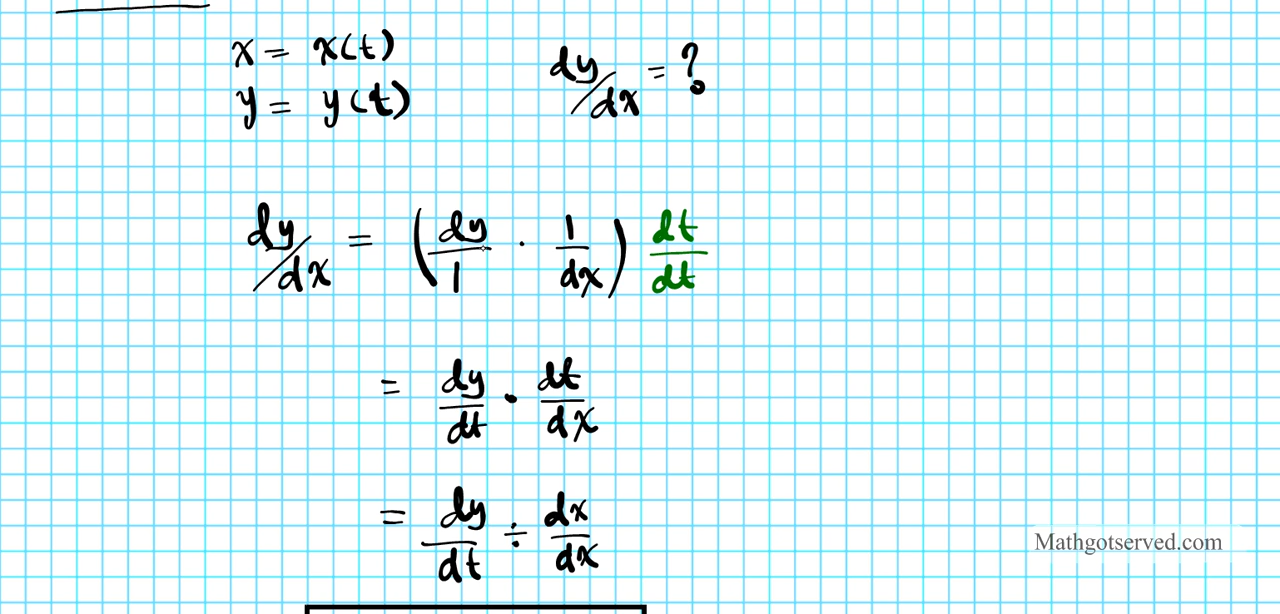 x = x(t)
y = y(t)
dy/dx = ?
dy/dx = (dy/1 · 1/dx) dt/dt
= dy/dt · dt/dx
= dy/dt ÷ dx/dx
Mathgotserved.com